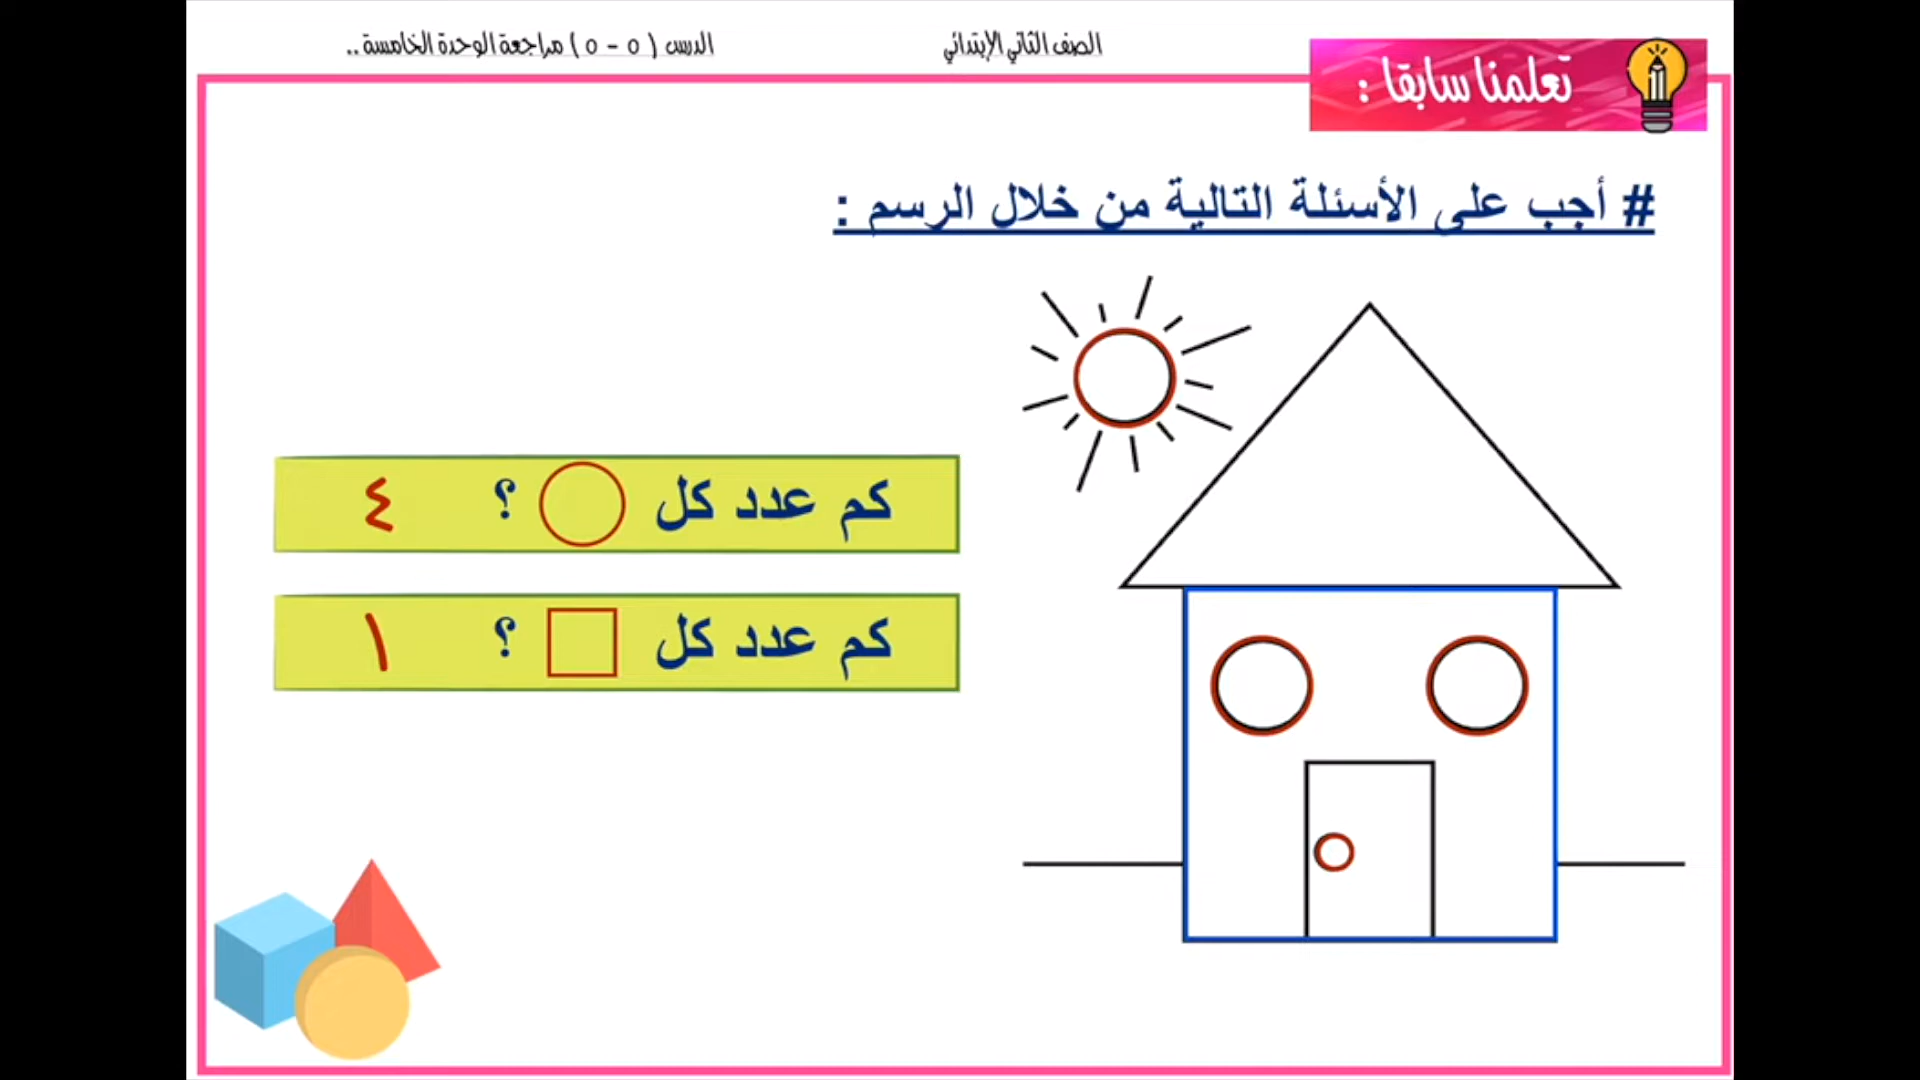 الصف الثاني الإبتدائي
الدرس ( ٥ - ٥ ) مراجعة الوحدة الخامسة ..
تعلمنا سابقا :
# أجب على الأسئلة التالية من خلال الرسم :
كم عدد كل ؟ ٤
كم عدد كل ؟ ١